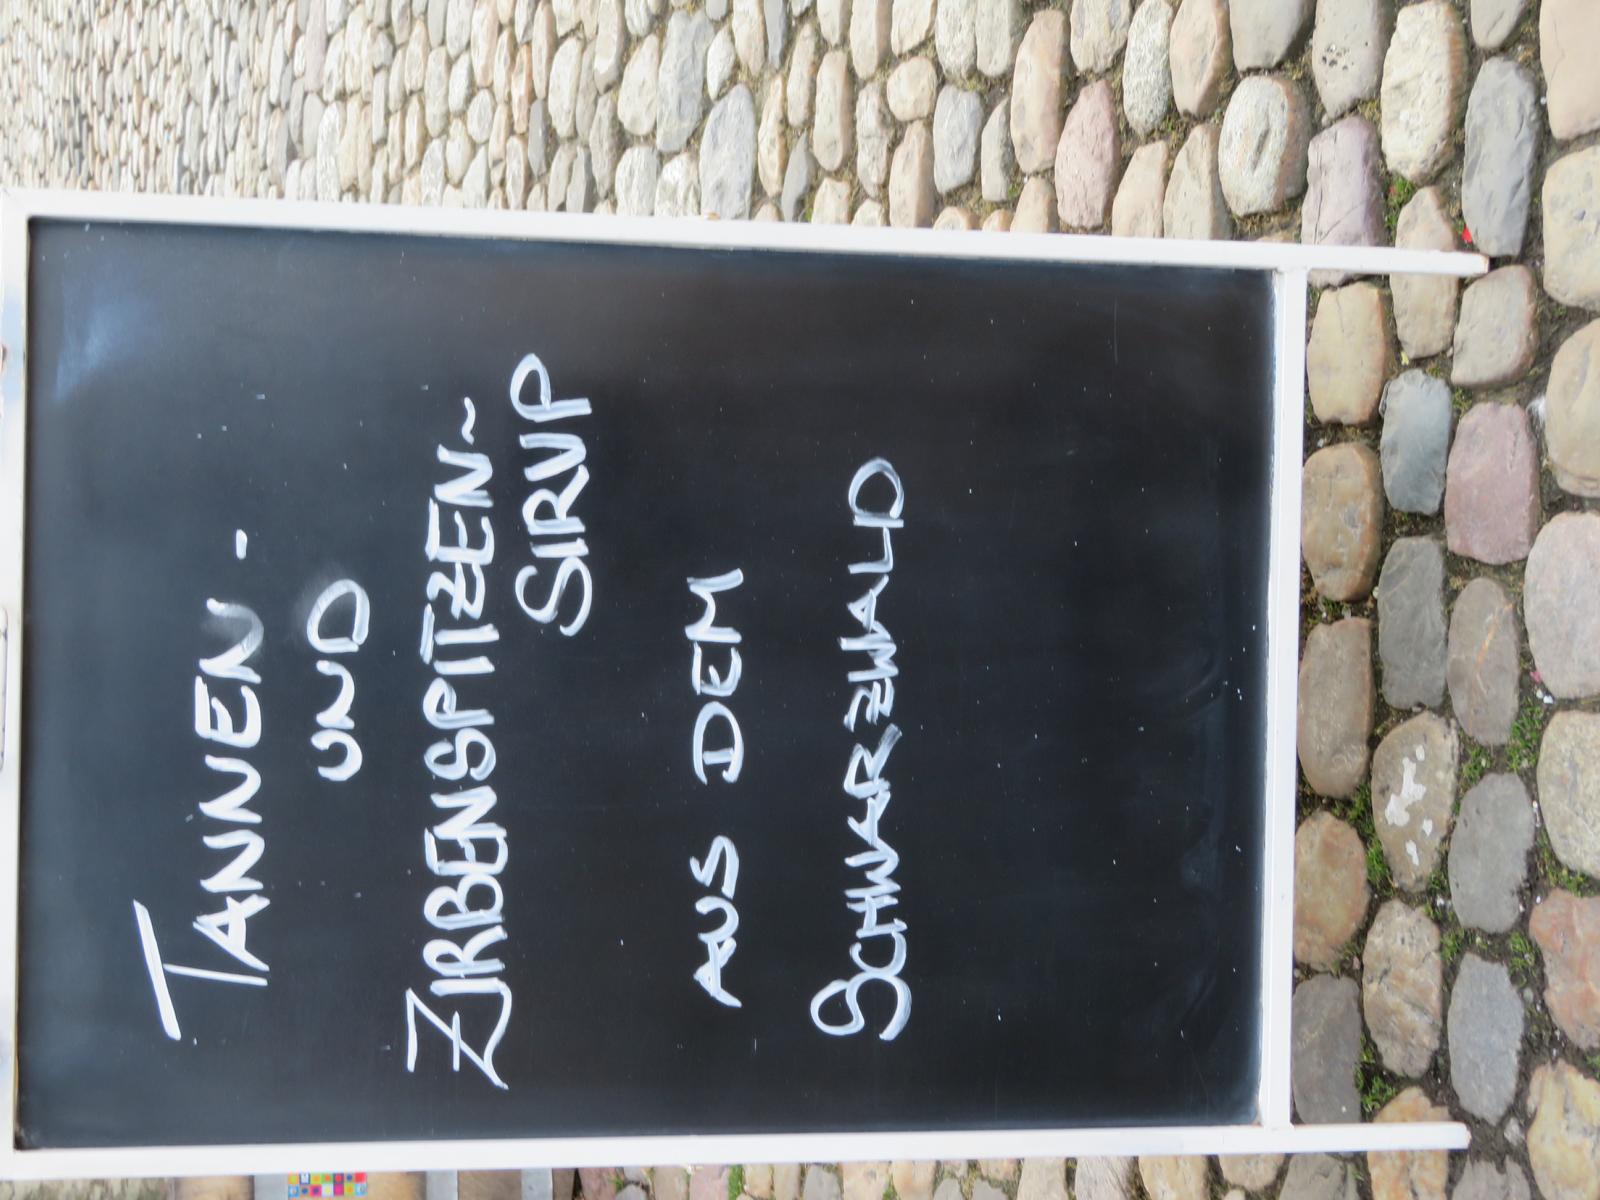 TANNEN -
UND
ZIRBENSPITZEN~
SIRUP
AUS DEM
SCHWARZWALD